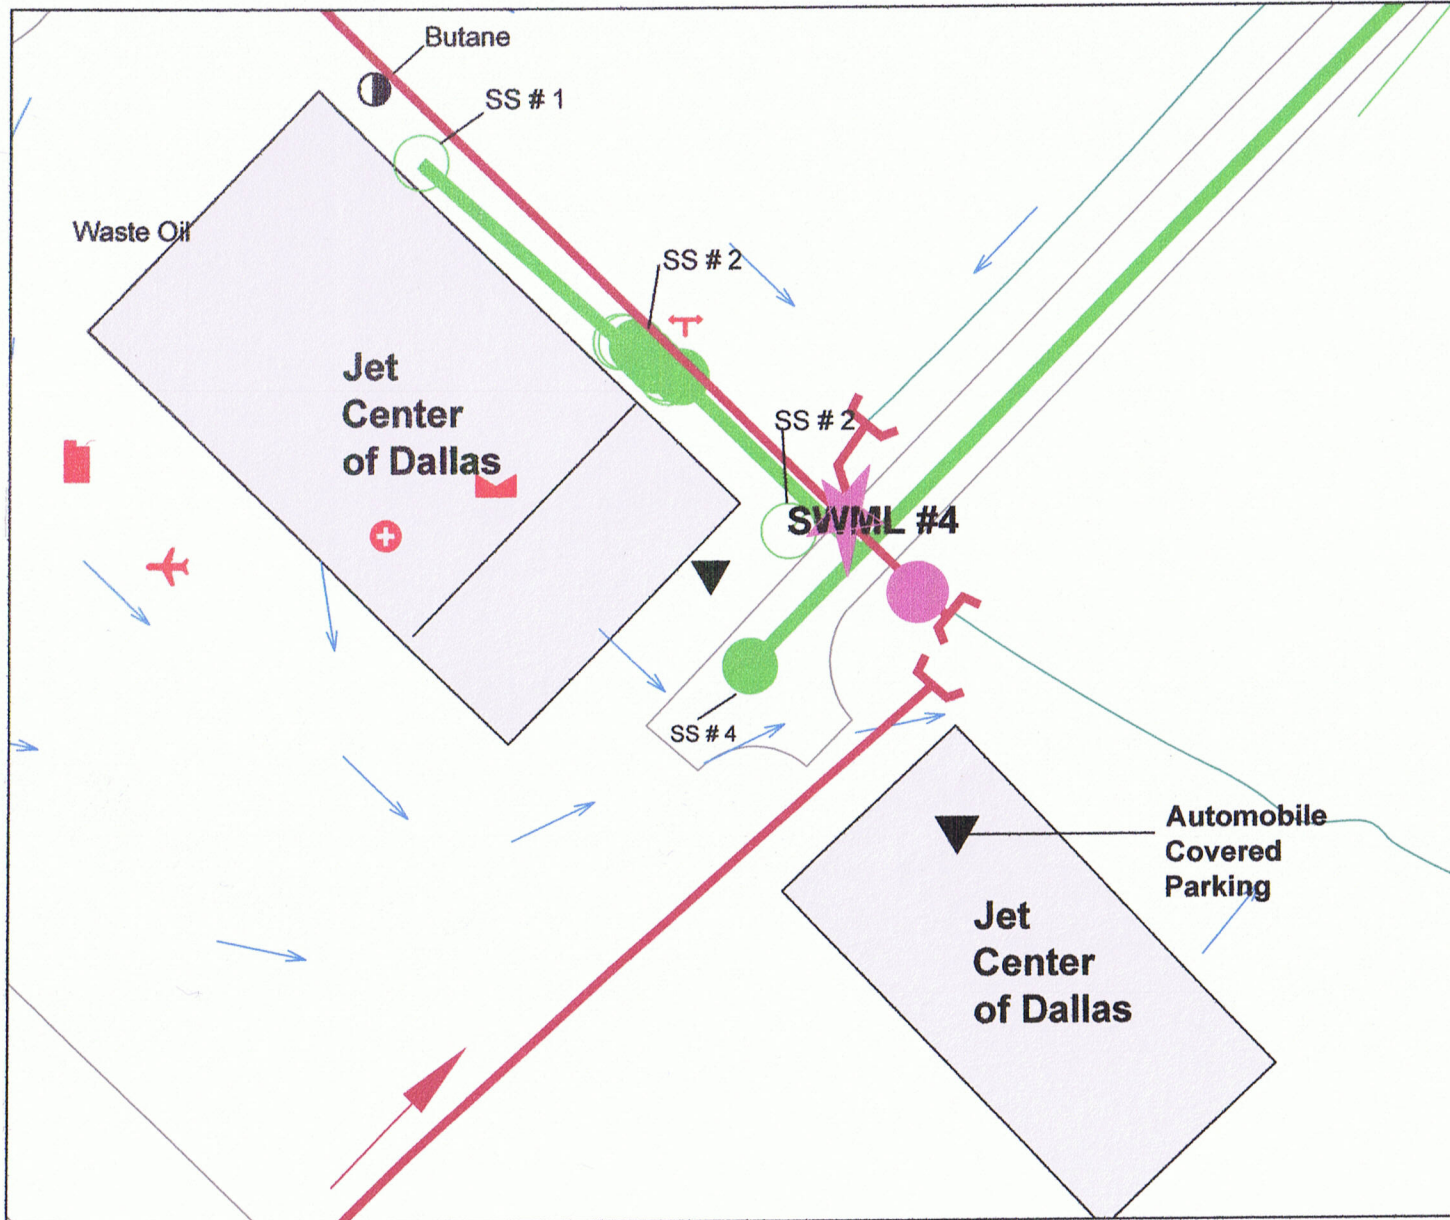 Butane
SS # 1
Waste Oil
SS # 2
Jet
Center
of Dallas
SS # 2
SWML #4
SS # 4
Automobile
Covered
Parking
Jet
Center
of Dallas